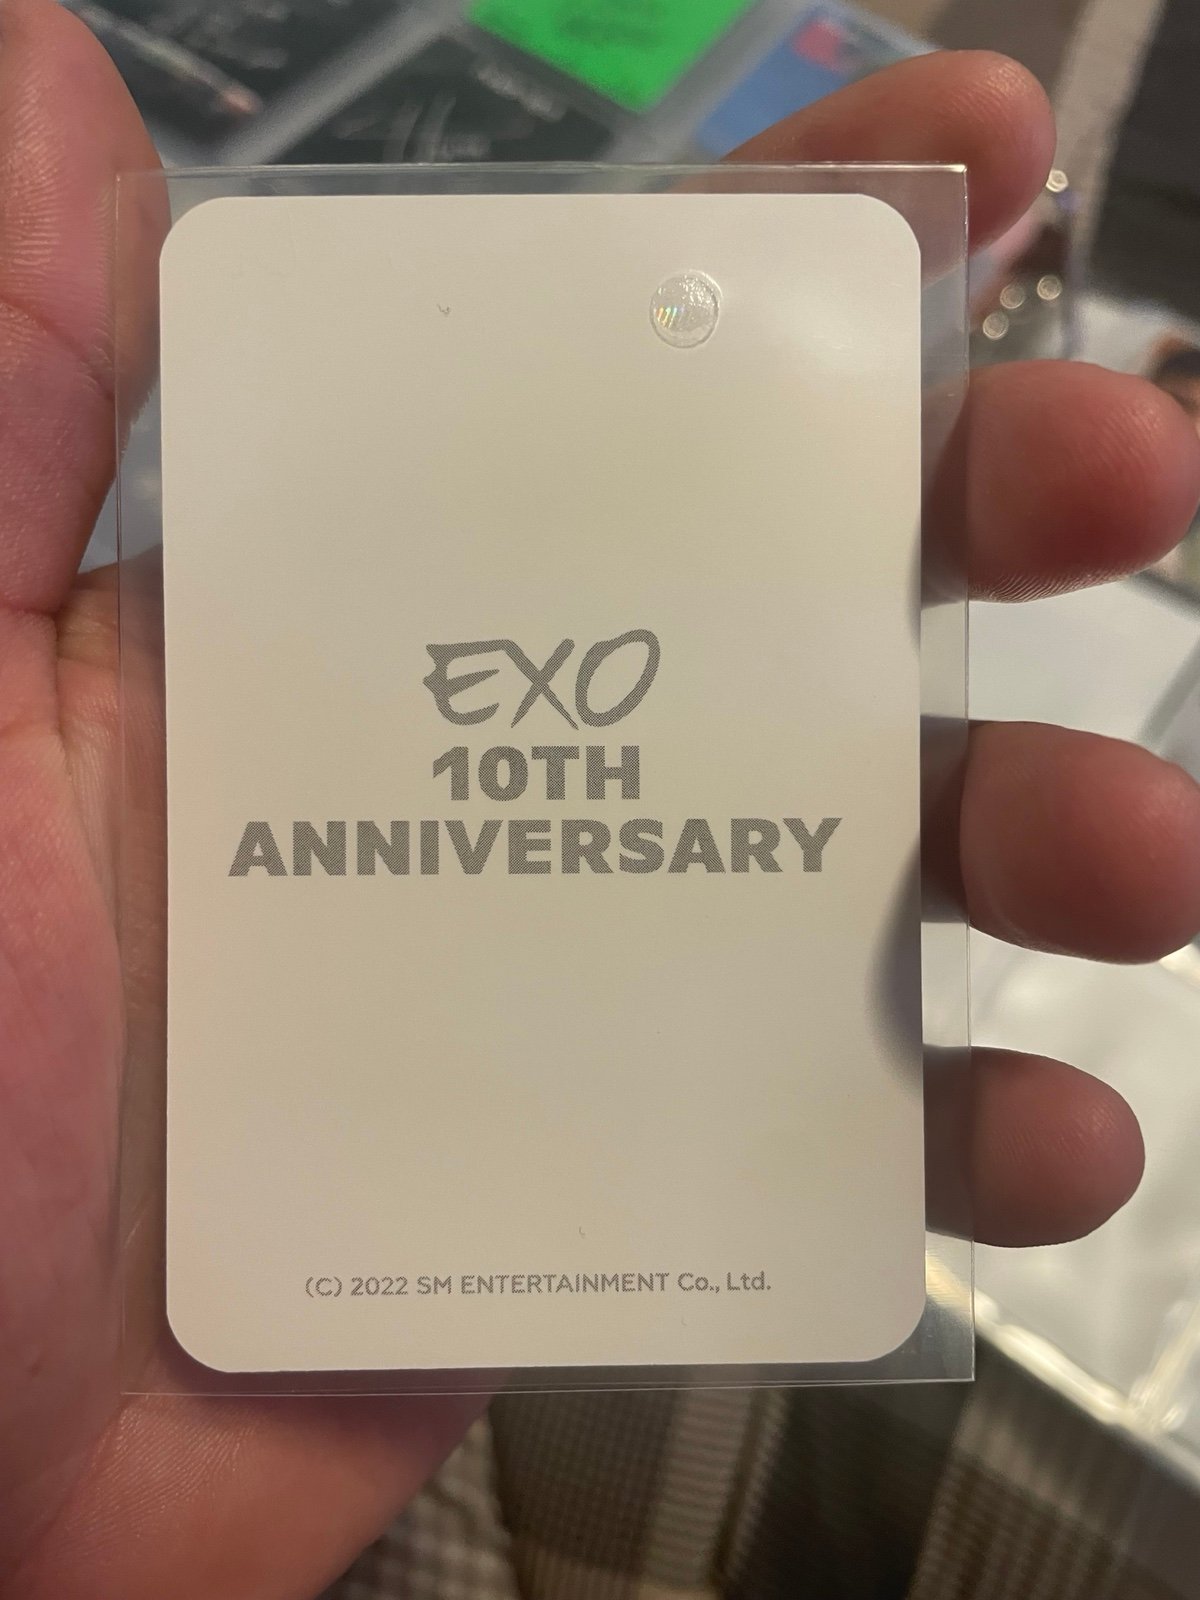 EXO
10TH
ANNIVERSARY
(C) 2022 SM ENTERTAINMENT Co., Ltd.